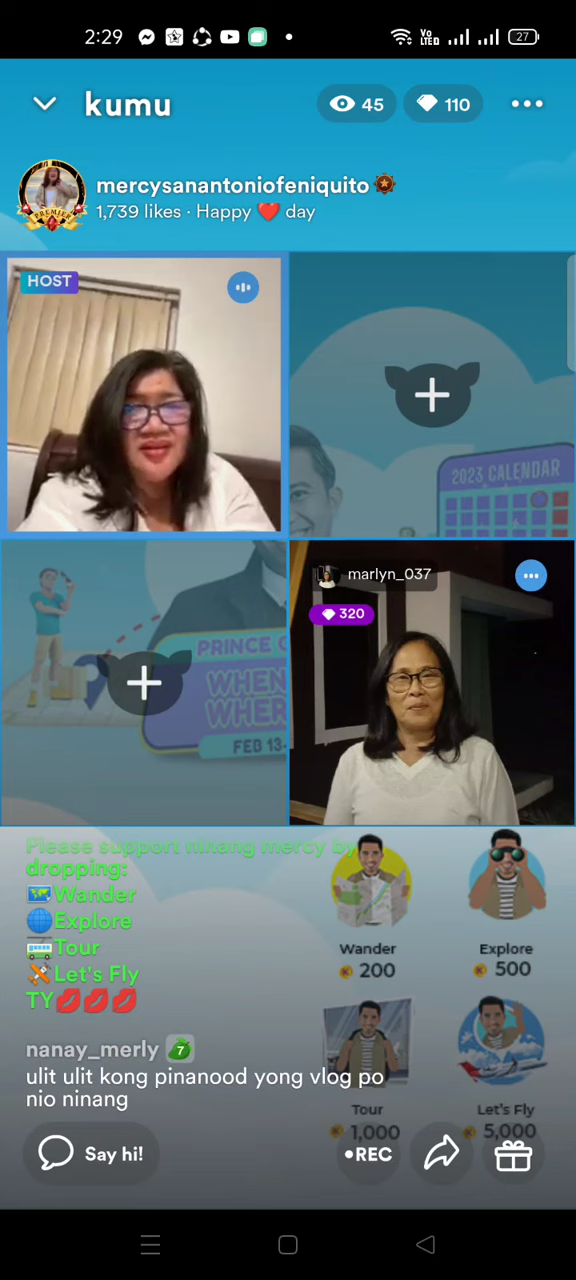 2:29
Vo
LTED
27
kumu
45
110
mercysanantoniofeniquito
1,739 likes · Happy ❤️ day
PREMIER
HOST
2023 CALENDAR
marlyn_037
320
PRINCE
WHEN
WHER
FEB 13-
Please support ninang mercy by
dropping:
🗺️Wander
🌐Explore
🚃Tour
🛩️Let's Fly
TY💋💋💋
Wander
K 200
Explore
K 500
Tour
K 1,000
Let's Fly
K 5,000
nanay_merly 7
ulit ulit kong pinanood yong vlog po
nio ninang
Say hi!
•REC